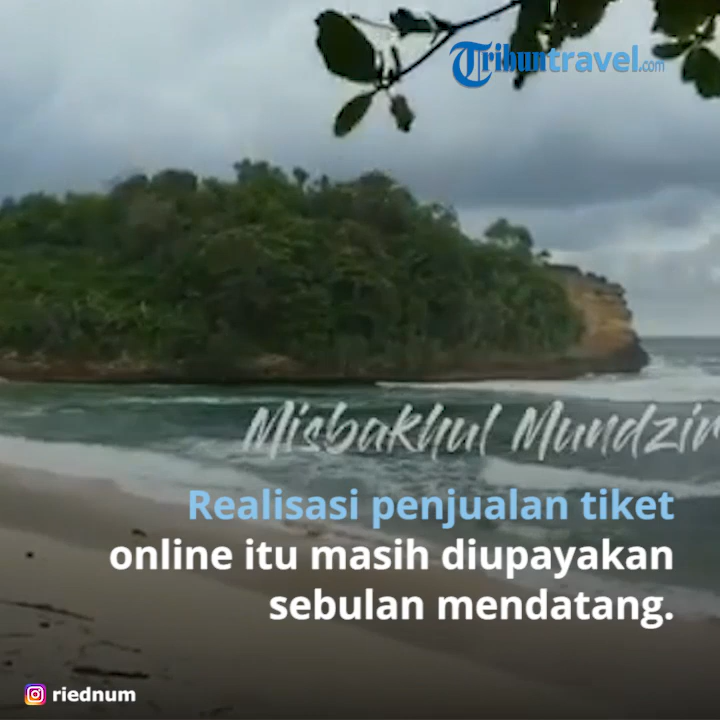 Tribuntravel.com
Misbakhul Mundzir
Realisasi penjualan tiket
online itu masih diupayakan
sebulan mendatang.
riednum